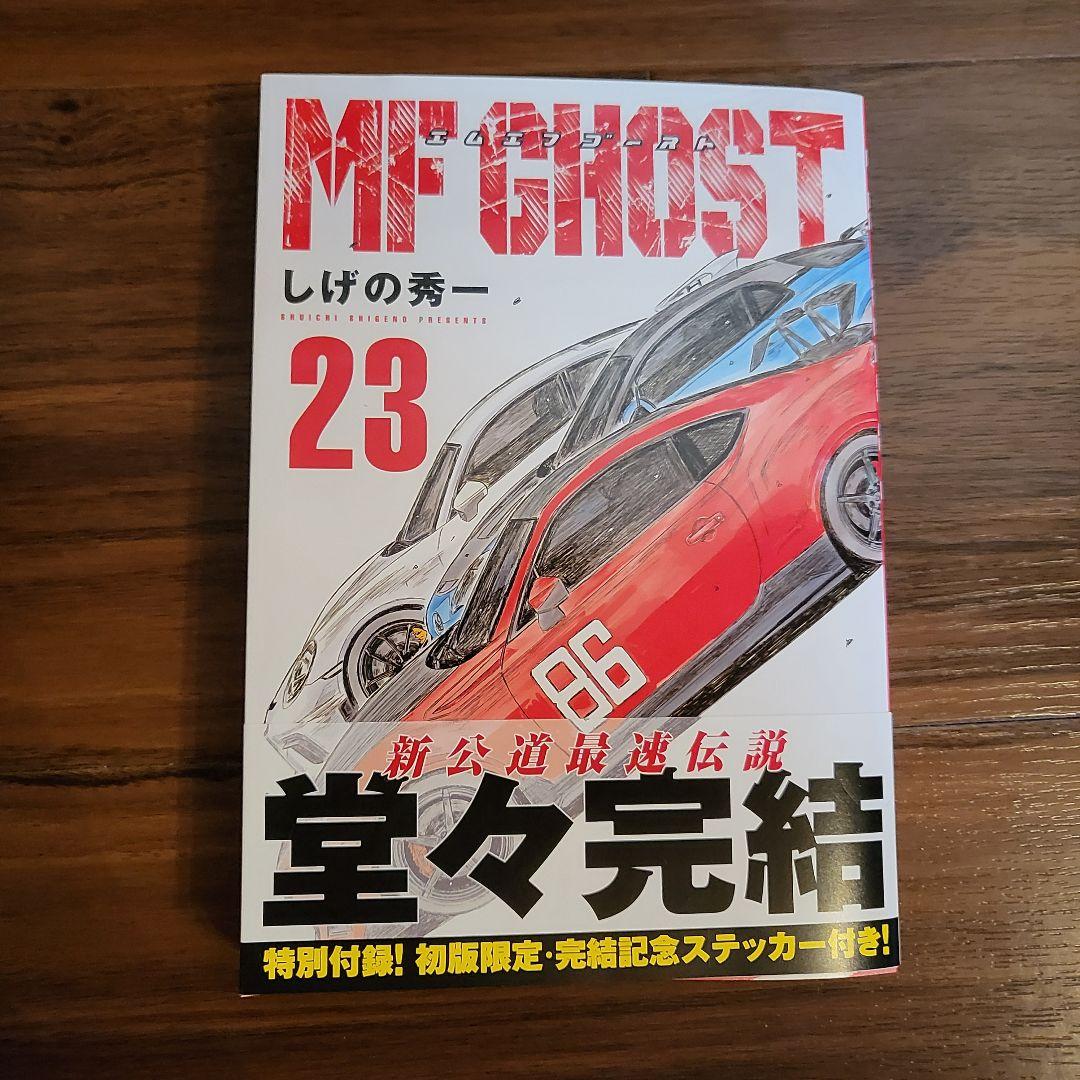 MF GHOST
エムエフゴースト
しげの秀一
SHUICHI SHIGENO PRESENTS
23
86
新公道最速伝説
堂々完結
特別付録！初版限定・完結記念ステッカー付き！